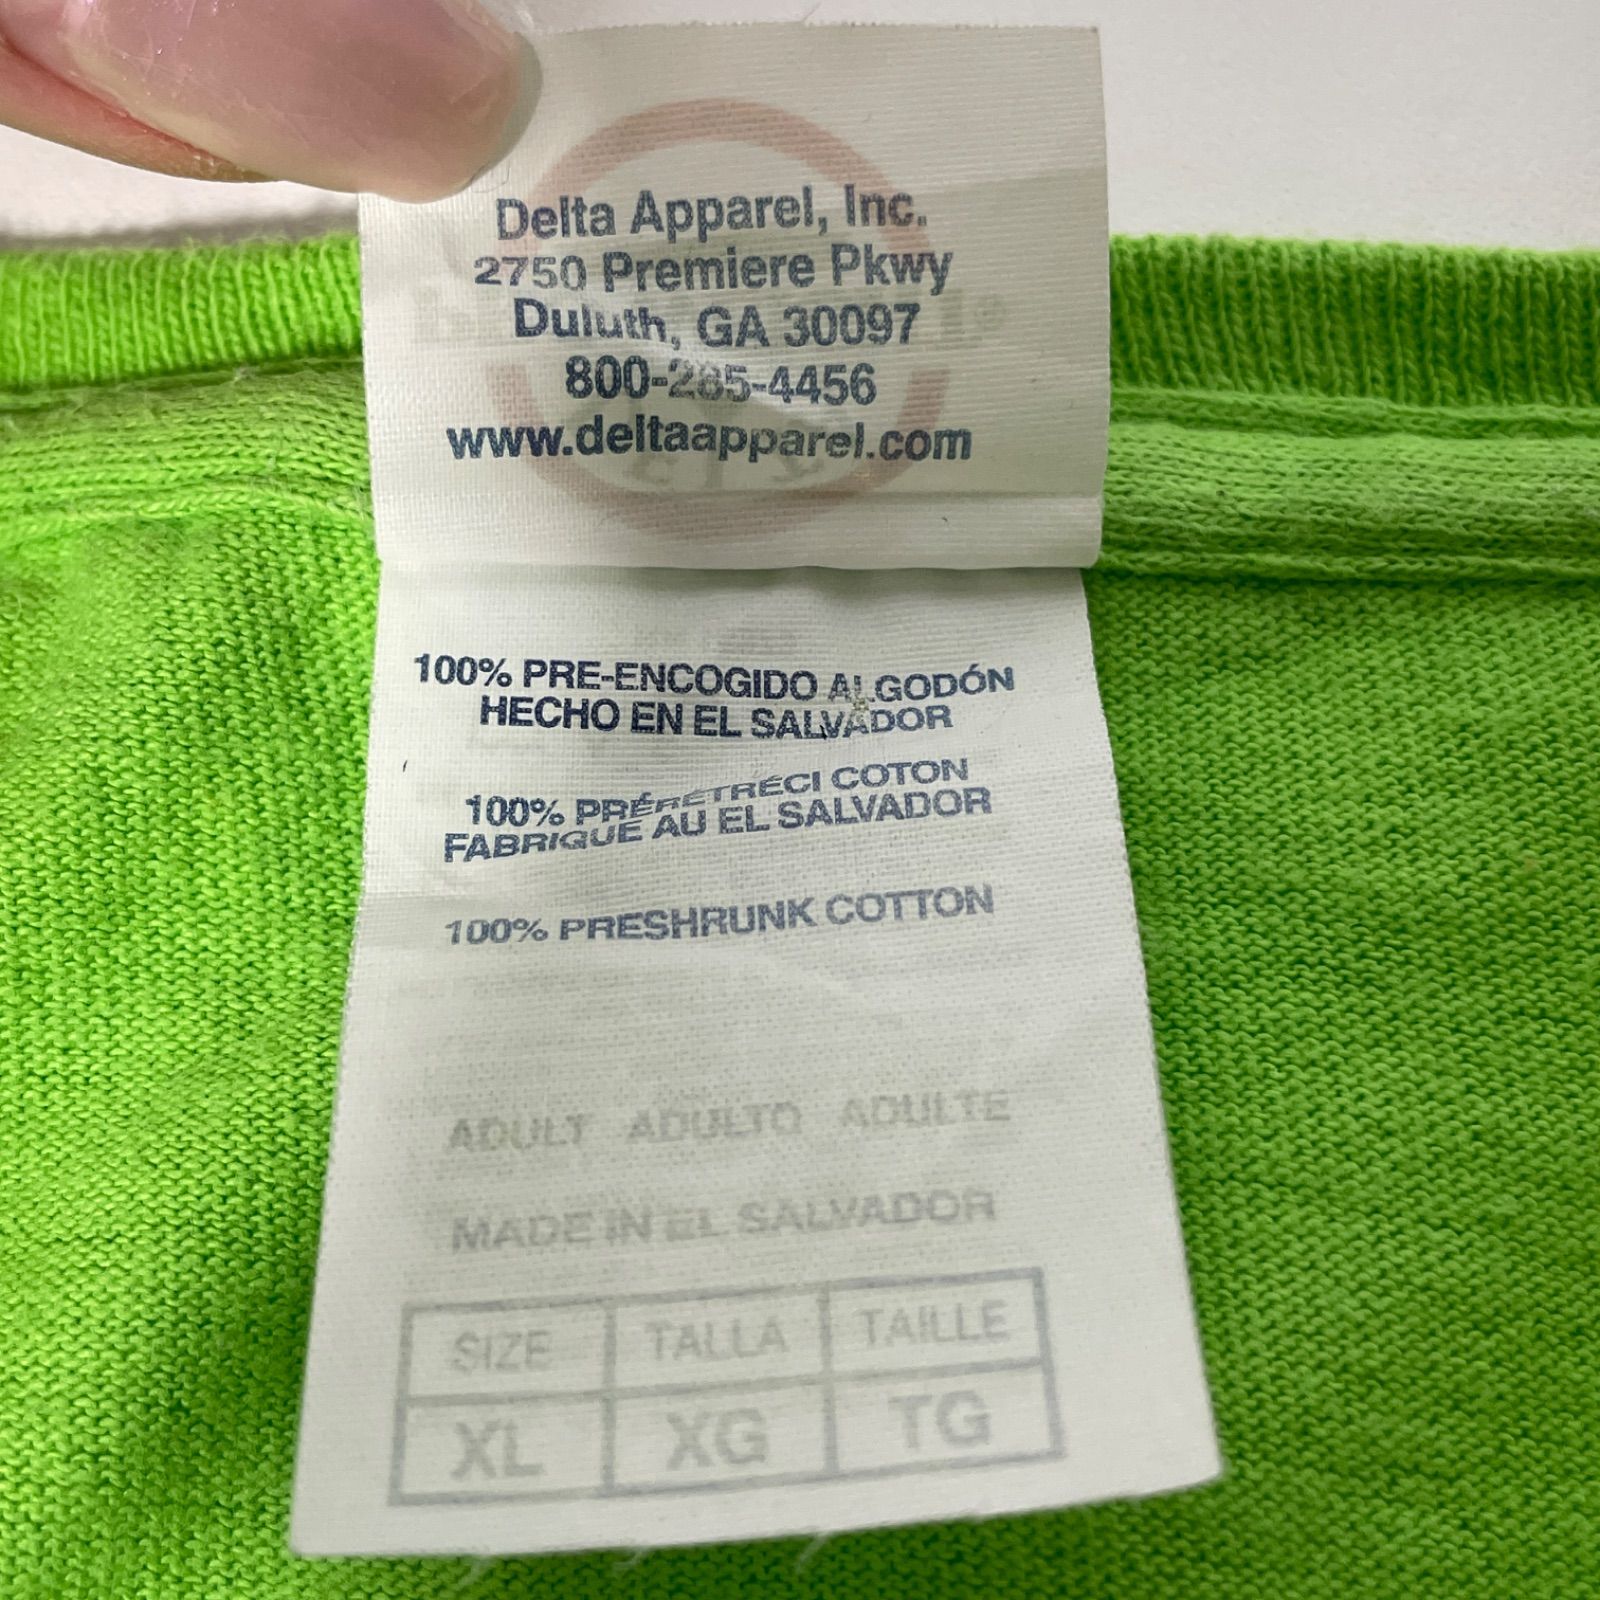 Delta Apparel, Inc.
2750 Premiere Pkwy
Duluth, GA 30097
800-285-4456
www.deltaapparel.com
100% PRE-ENCOGIDO ALGODÓN
HECHO EN EL SALVADOR
100% PRÉRÉTRÉCI COTON
FABRIQUE AU EL SALVADOR
100% PRESHRUNK COTTON
ADULT ADULTO ADULTE
MADE IN EL SALVADOR
SIZE TALLA TAILLE
XL XG TG